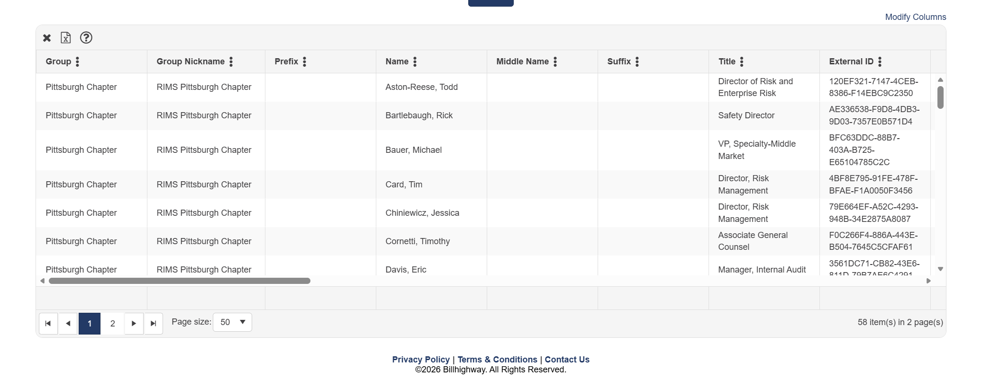 Modify Columns
Group Group Nickname Prefix Name Middle Name Suffix Title External ID
Pittsburgh Chapter RIMS Pittsburgh Chapter Aston-Reese, Todd Director of Risk and Enterprise Risk 120EF321-7147-4CEB-8386-F14EBC9C2350
Pittsburgh Chapter RIMS Pittsburgh Chapter Bartlebaugh, Rick Safety Director AE336538-F9D8-4DB3-9D03-7357E0B571D4
Pittsburgh Chapter RIMS Pittsburgh Chapter Bauer, Michael VP, Specialty-Middle Market BFC63DDC-88B7-403A-B725-E65104785C2C
Pittsburgh Chapter RIMS Pittsburgh Chapter Card, Tim Director, Risk Management 4BF8E795-91FE-478F-BFAE-F1A0050F3456
Pittsburgh Chapter RIMS Pittsburgh Chapter Chiniewicz, Jessica Director, Risk Management 79E664EF-A52C-4293-948B-34E2875A8087
Pittsburgh Chapter RIMS Pittsburgh Chapter Cornetti, Timothy Associate General Counsel F0C266F4-886A-443E-B504-7645C5CFAF61
Pittsburgh Chapter RIMS Pittsburgh Chapter Davis, Eric Manager, Internal Audit 3561DC71-CB82-43E6-
1 2 Page size: 50 58 item(s) in 2 page(s)
Privacy Policy | Terms & Conditions | Contact Us
©2026 Billhighway. All Rights Reserved.